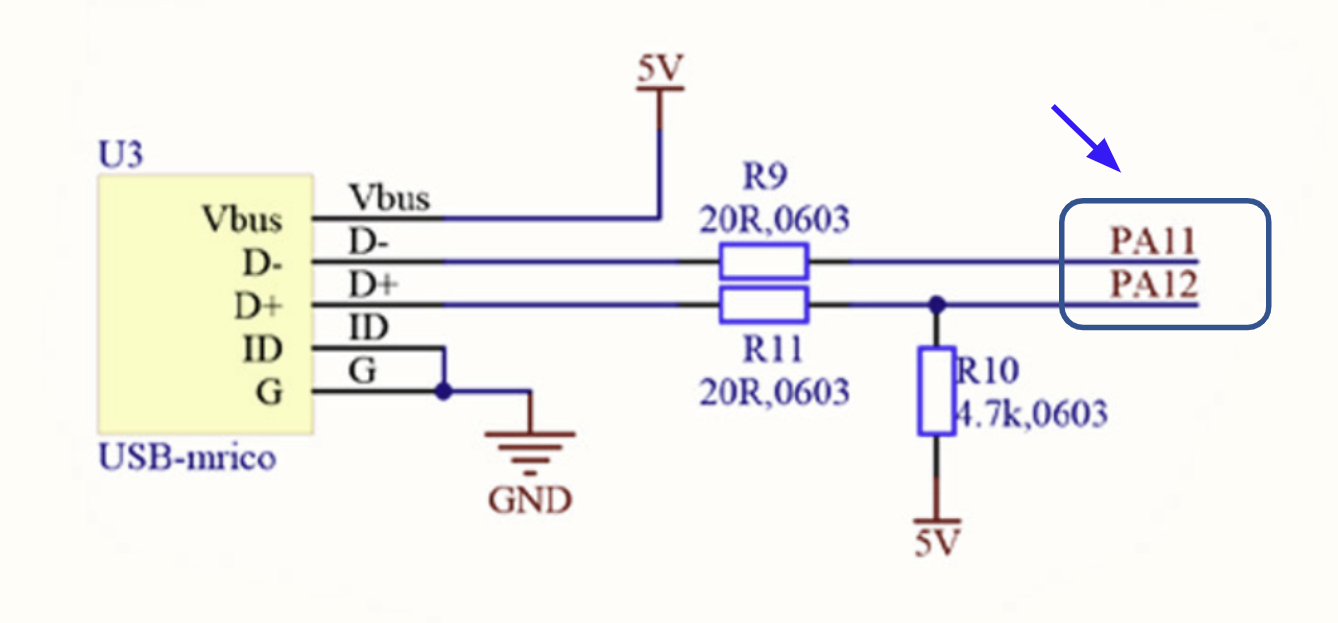 5V
U3
Vbus
D-
D+
ID
G
Vbus
D-
D+
ID
G
USB-mrico
GND
R9
20R,0603
R11
20R,0603
PA11
PA12
R10
4.7k,0603
5V